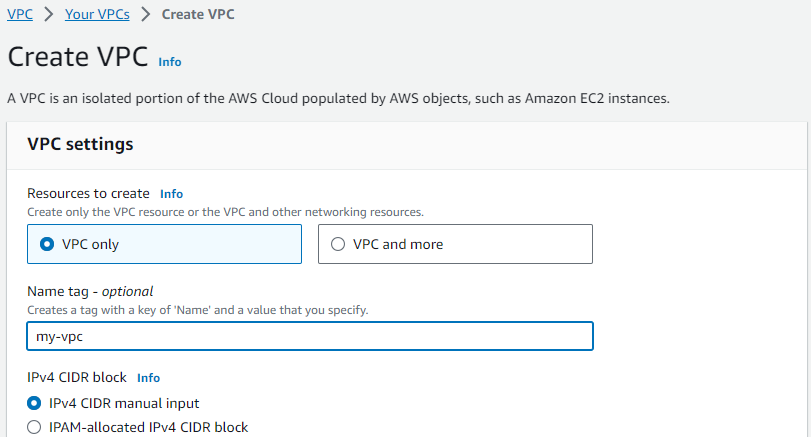 VPC > Your VPCs > Create VPC
Create VPC Info
A VPC is an isolated portion of the AWS Cloud populated by AWS objects, such as Amazon EC2 instances.
VPC settings
Resources to create Info
Create only the VPC resource or the VPC and other networking resources.
VPC only VPC and more
Name tag - optional
Creates a tag with a key of 'Name' and a value that you specify.
my-vpc
IPv4 CIDR block Info
IPv4 CIDR manual input
IPAM-allocated IPv4 CIDR block